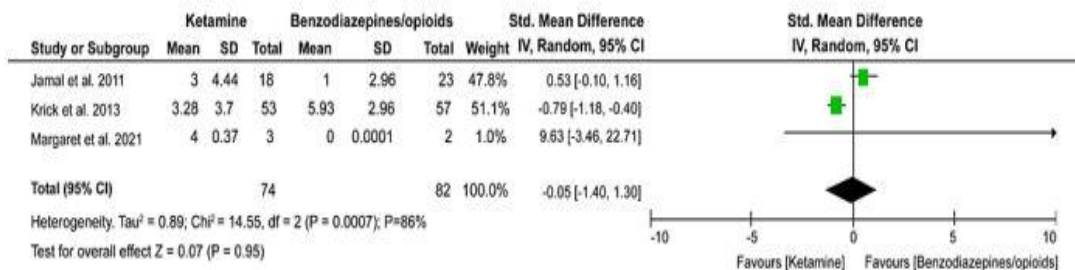 Ketamine Benzodiazepines/opioids Std. Mean Difference Std. Mean Difference
Study or Subgroup Mean SD Total Mean SD Total Weight IV, Random, 95% CI IV, Random, 95% CI
Jamal et al. 2011 3 4.44 18 1 2.96 23 47.8% 0.53 [-0.10, 1.16]
Krick et al. 2013 3.28 3.7 53 5.93 2.96 57 51.1% -0.79 [-1.18, -0.40]
Margaret et al. 2021 4 0.37 3 0 0.0001 2 1.0% 9.63 [-3.46, 22.71]
Total (95% CI) 74 82 100.0% -0.05 [-1.40, 1.30]
Heterogeneity. Tau² = 0.89; Chi² = 14.55, df = 2 (P = 0.0007); P=86%
Test for overall effect Z = 0.07 (P = 0.95)
-10 -5 0 5 10
Favours [Ketamine] Favours [Benzodiazepines/opioids]